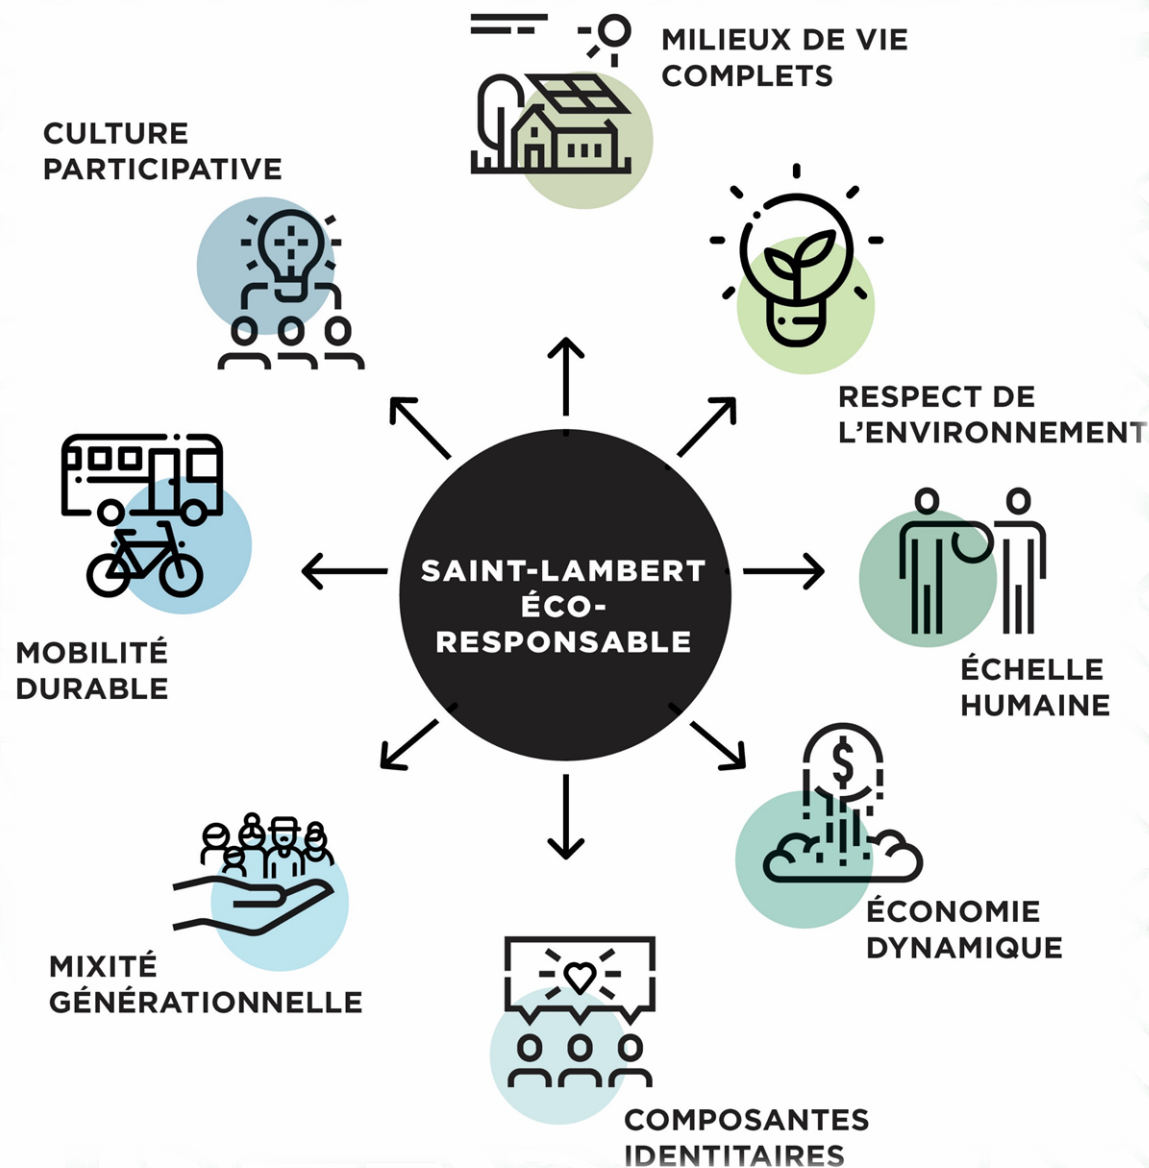 MILIEUX DE VIE
COMPLETS
CULTURE
PARTICIPATIVE
RESPECT DE
L'ENVIRONNEMENT
SAINT-LAMBERT
ÉCO-
RESPONSABLE
MOBILITÉ
DURABLE
ÉCHELLE
HUMAINE
$
ÉCONOMIE
DYNAMIQUE
MIXITÉ
GÉNÉRATIONNELLE
COMPOSANTES
IDENTITAIRES